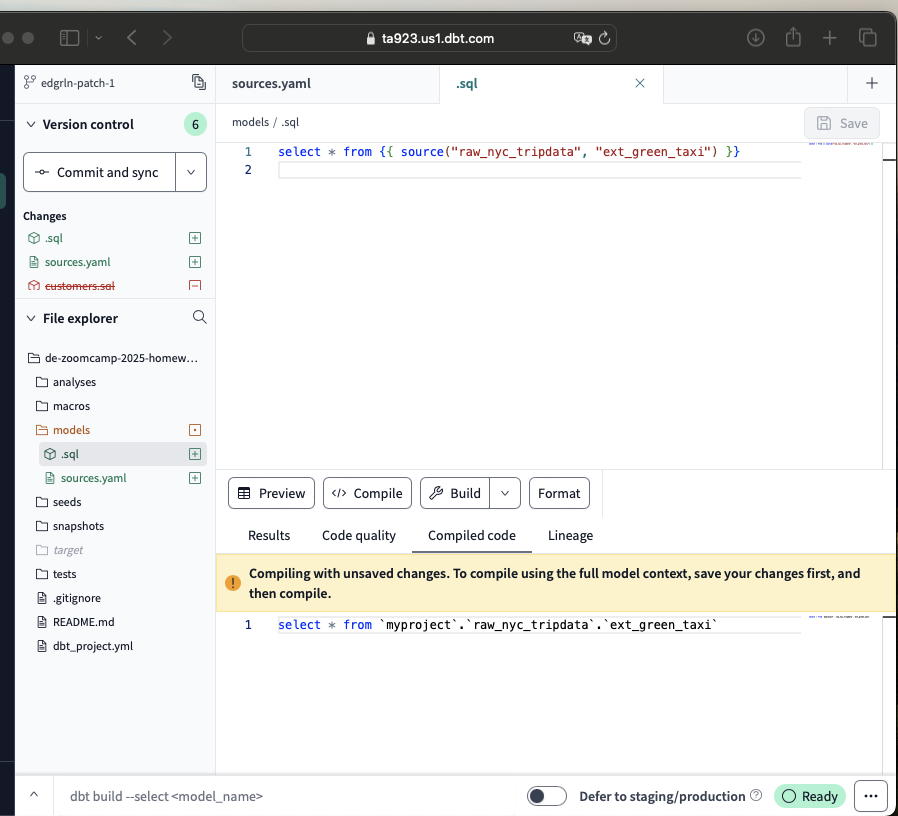 ta923.us1.dbt.com
edgrln-patch-1
sources.yaml
.sql
Version control
6
models / .sql
Save
Commit and sync
1 select * from {{ source("raw_nyc_tripdata", "ext_green_taxi") }}
2
Changes
.sql
sources.yaml
customers.sql
File explorer
de-zoomcamp-2025-homew...
analyses
macros
models
.sql
sources.yaml
seeds
snapshots
target
tests
.gitignore
README.md
dbt_project.yml
Preview
</> Compile
Build
Format
Results
Code quality
Compiled code
Lineage
Compiling with unsaved changes. To compile using the full model context, save your changes first, and
then compile.
1 select * from `myproject`.`raw_nyc_tripdata`.`ext_green_taxi`
dbt build --select <model_name>
Defer to staging/production
Ready